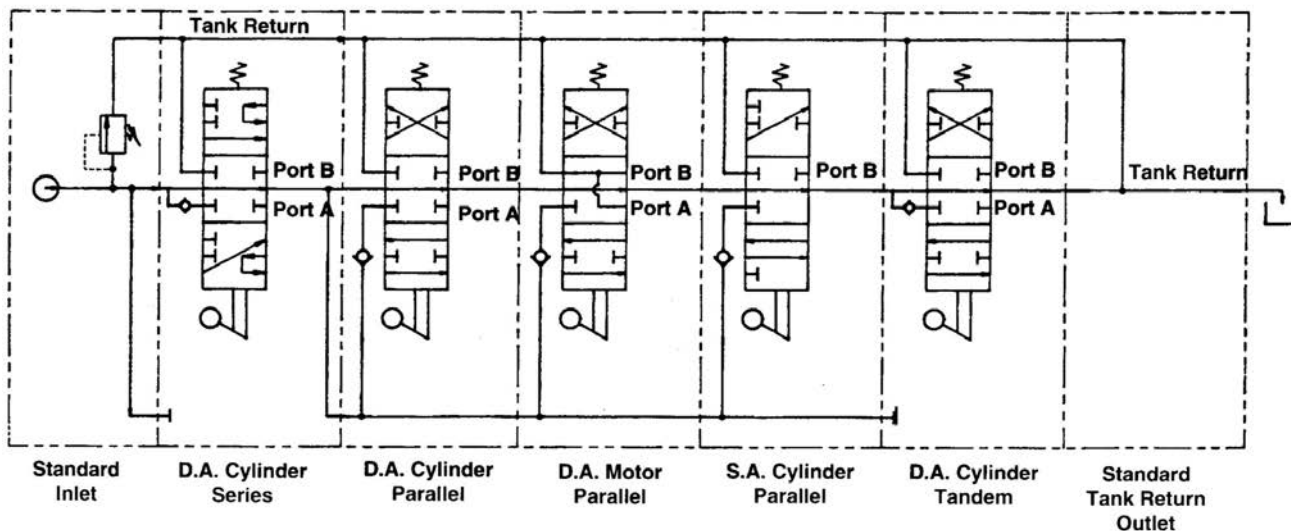 Tank Return
Port B
Port A
Port B
Port A
Port B
Port A
Port B
Port B
Port A
Tank Return
Standard
Inlet
D.A. Cylinder
Series
D.A. Cylinder
Parallel
D.A. Motor
Parallel
S.A. Cylinder
Parallel
D.A. Cylinder
Tandem
Standard
Tank Return
Outlet